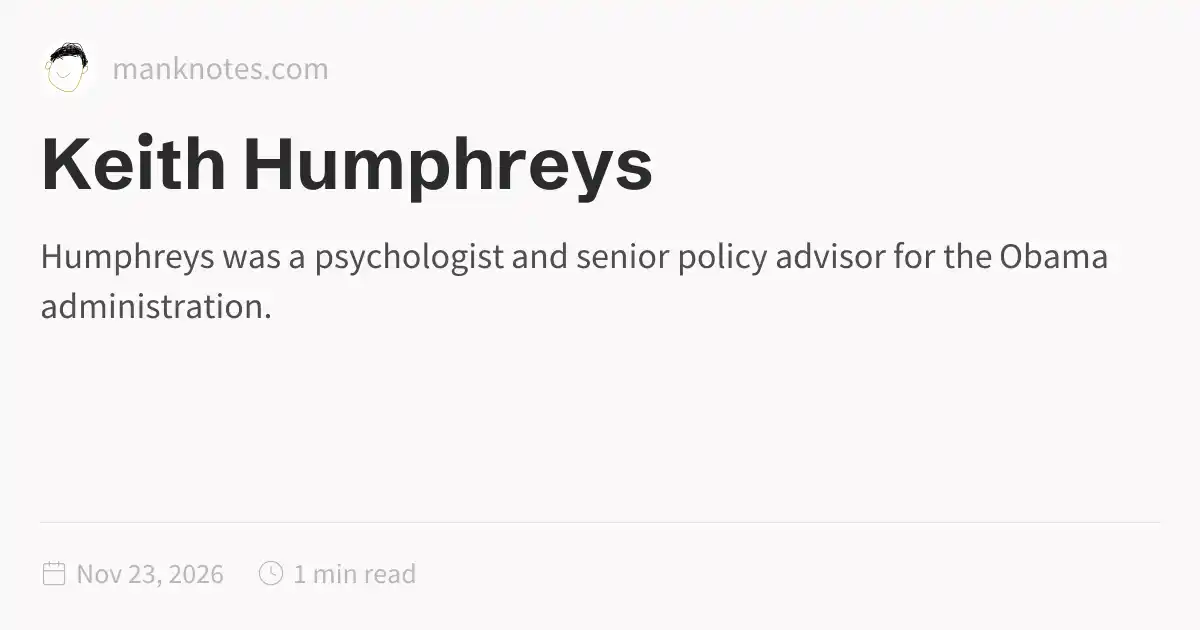 manknotes.com
Keith Humphreys
Humphreys was a psychologist and senior policy advisor for the Obama
administration.
Nov 23, 2026 1 min read